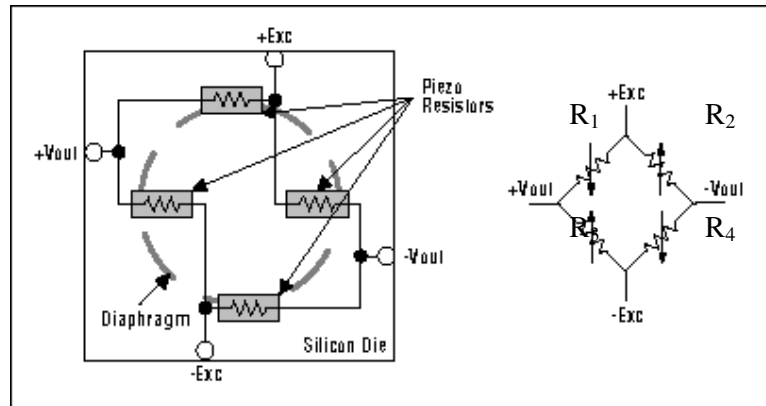 +Exc
Piezo
Resistors
+Vout
-Vout
Diaphragm
Silicon Die
-Exc
+Exc
R1
R2
+Vout
-Vout
R3
R4
-Exc